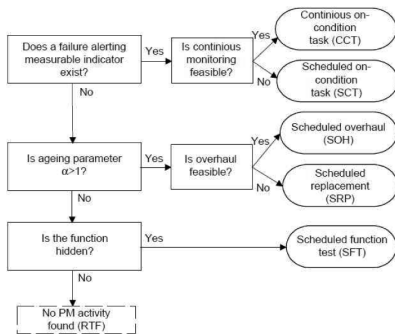 Does a failure alerting
measurable indicator
exist?
Yes
Is continious
monitoring
feasible?
Yes
No
Continious on-
condition
task (CCT)
Scheduled on-
condition
task (SCT)
No
Is ageing parameter
α>1?
Yes
Is overhaul
feasible?
Yes
No
Scheduled overhaul
(SOH)
Scheduled
replacement
(SRP)
No
Is the function
hidden?
Yes
Scheduled function
test (SFT)
No
No PM activity
found (RTF)